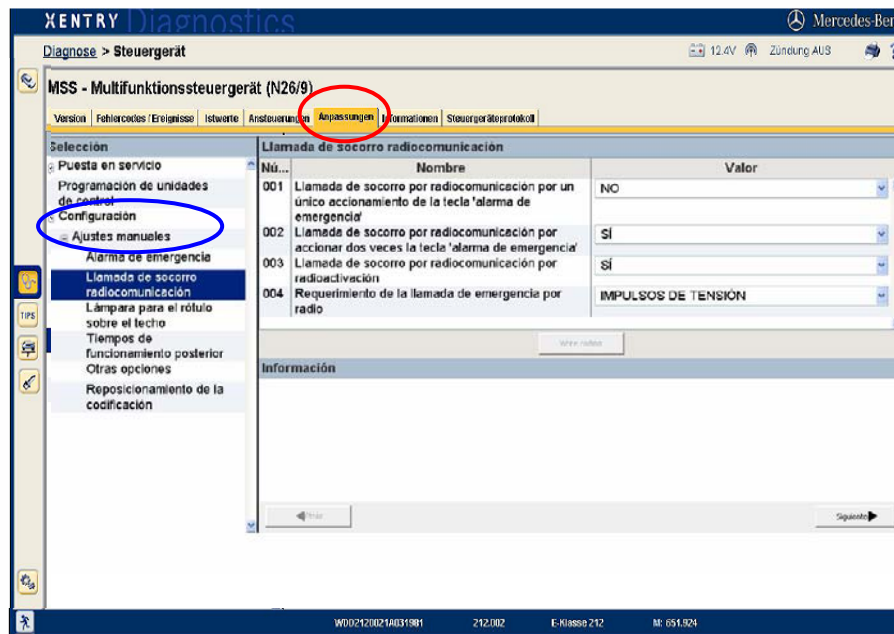 XENTRY Diagnostics
Mercedes-Ben
Diagnose > Steuergerät
12.4V
Zündung AUS
MSS - Multifunktionssteuergerät (N26/9)
Version
Fehlercodes / Ereignisse
Istwerte
Ansteuerungen
Anpassungen
Informationen
Steuergeräteprotokoll
Selección
Puesta en servicio
Programación de unidades
de control
Configuración
Ajustes manuales
Alarma de emergencia
Llamada de socorro
radiocomunicación
Lámpara para el rótulo
sobre el techo
Tiempos de
funcionamiento posterior
Otras opciones
Reposicionamiento de la
codificación
TIPS
Llamada de socorro radiocomunicación
Nú... Nombre Valor
001 Llamada de socorro por radiocomunicación por un
único accionamiento de la tecla 'alarma de
emergencia'
NO
002 Llamada de socorro por radiocomunicación por
accionar dos veces la tecla 'alarma de emergencia'
SÍ
003 Llamada de socorro por radiocomunicación por
radioactivación
SÍ
004 Requerimiento de la llamada de emergencia por
radio
IMPULSOS DE TENSIÓN
Información
Siguiente
WDD2120021A031981
212.002
E-Klasse 212
M: 651.924